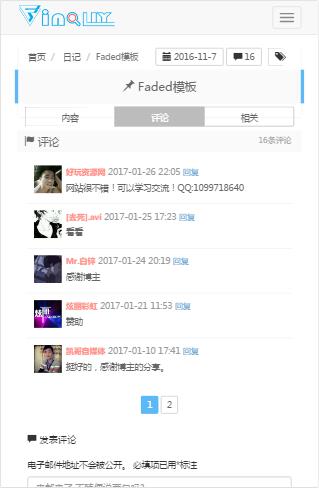 首页 / 日记 / Faded模板
2016-11-7
16
Faded模板
内容
评论
相关
评论
16条评论
好玩资源网 2017-01-26 22:05 回复
网站很不错！可以学习交流！QQ:1099718640
[去死].avi 2017-01-25 17:23 回复
看看
Mr.自锌 2017-01-24 20:19 回复
感谢博主
炫丽彩虹 2017-01-21 11:53 回复
赞助
凯哥自媒体 2017-01-10 17:41 回复
挺好的，感谢博主的分享。
1 2
发表评论
电子邮件地址不会被公开。 必填项已用*标注